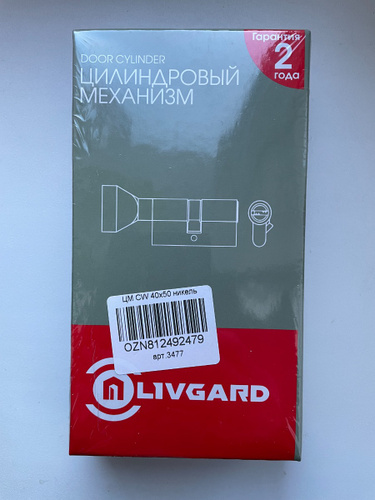 Гарантия
2
года
DOOR CYLINDER
ЦИЛИНДРОВЫЙ
МЕХАНИЗМ
ЦМ CW 40x50 никель
OZN812492479
арт.3477
LIVGARD